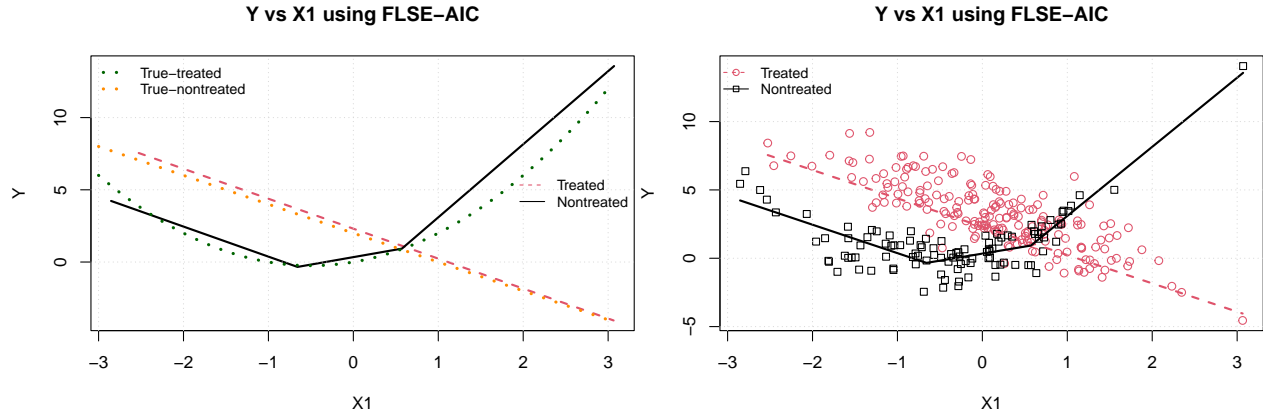 Y vs X1 using FLSE−AIC
True−treated
True−nontreated
Treated
Nontreated
Y
10
5
0
−3 −2 −1 0 1 2 3
X1
Y vs X1 using FLSE−AIC
Treated
Nontreated
Y
10
5
0
−5
−3 −2 −1 0 1 2 3
X1